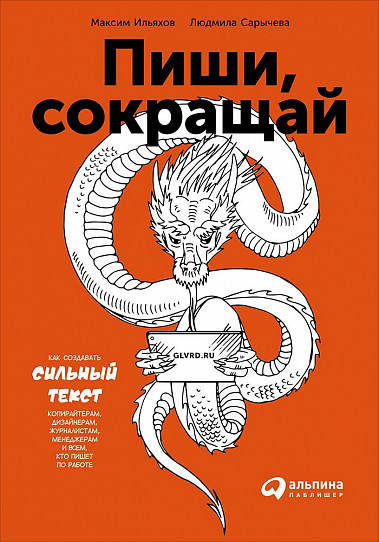 Максим Ильяхов Людмила Сарычева
Пиши,
сокращай
GLVRD.RU
КАК СОЗДАВАТЬ
СИЛЬНЫЙ
ТЕКСТ
КОПИРАЙТЕРАМ,
ДИЗАЙНЕРАМ,
ЖУРНАЛИСТАМ,
МЕНЕДЖЕРАМ
И ВСЕМ,
КТО ПИШЕТ
ПО РАБОТЕ
альпина
ПАБЛИШЕР